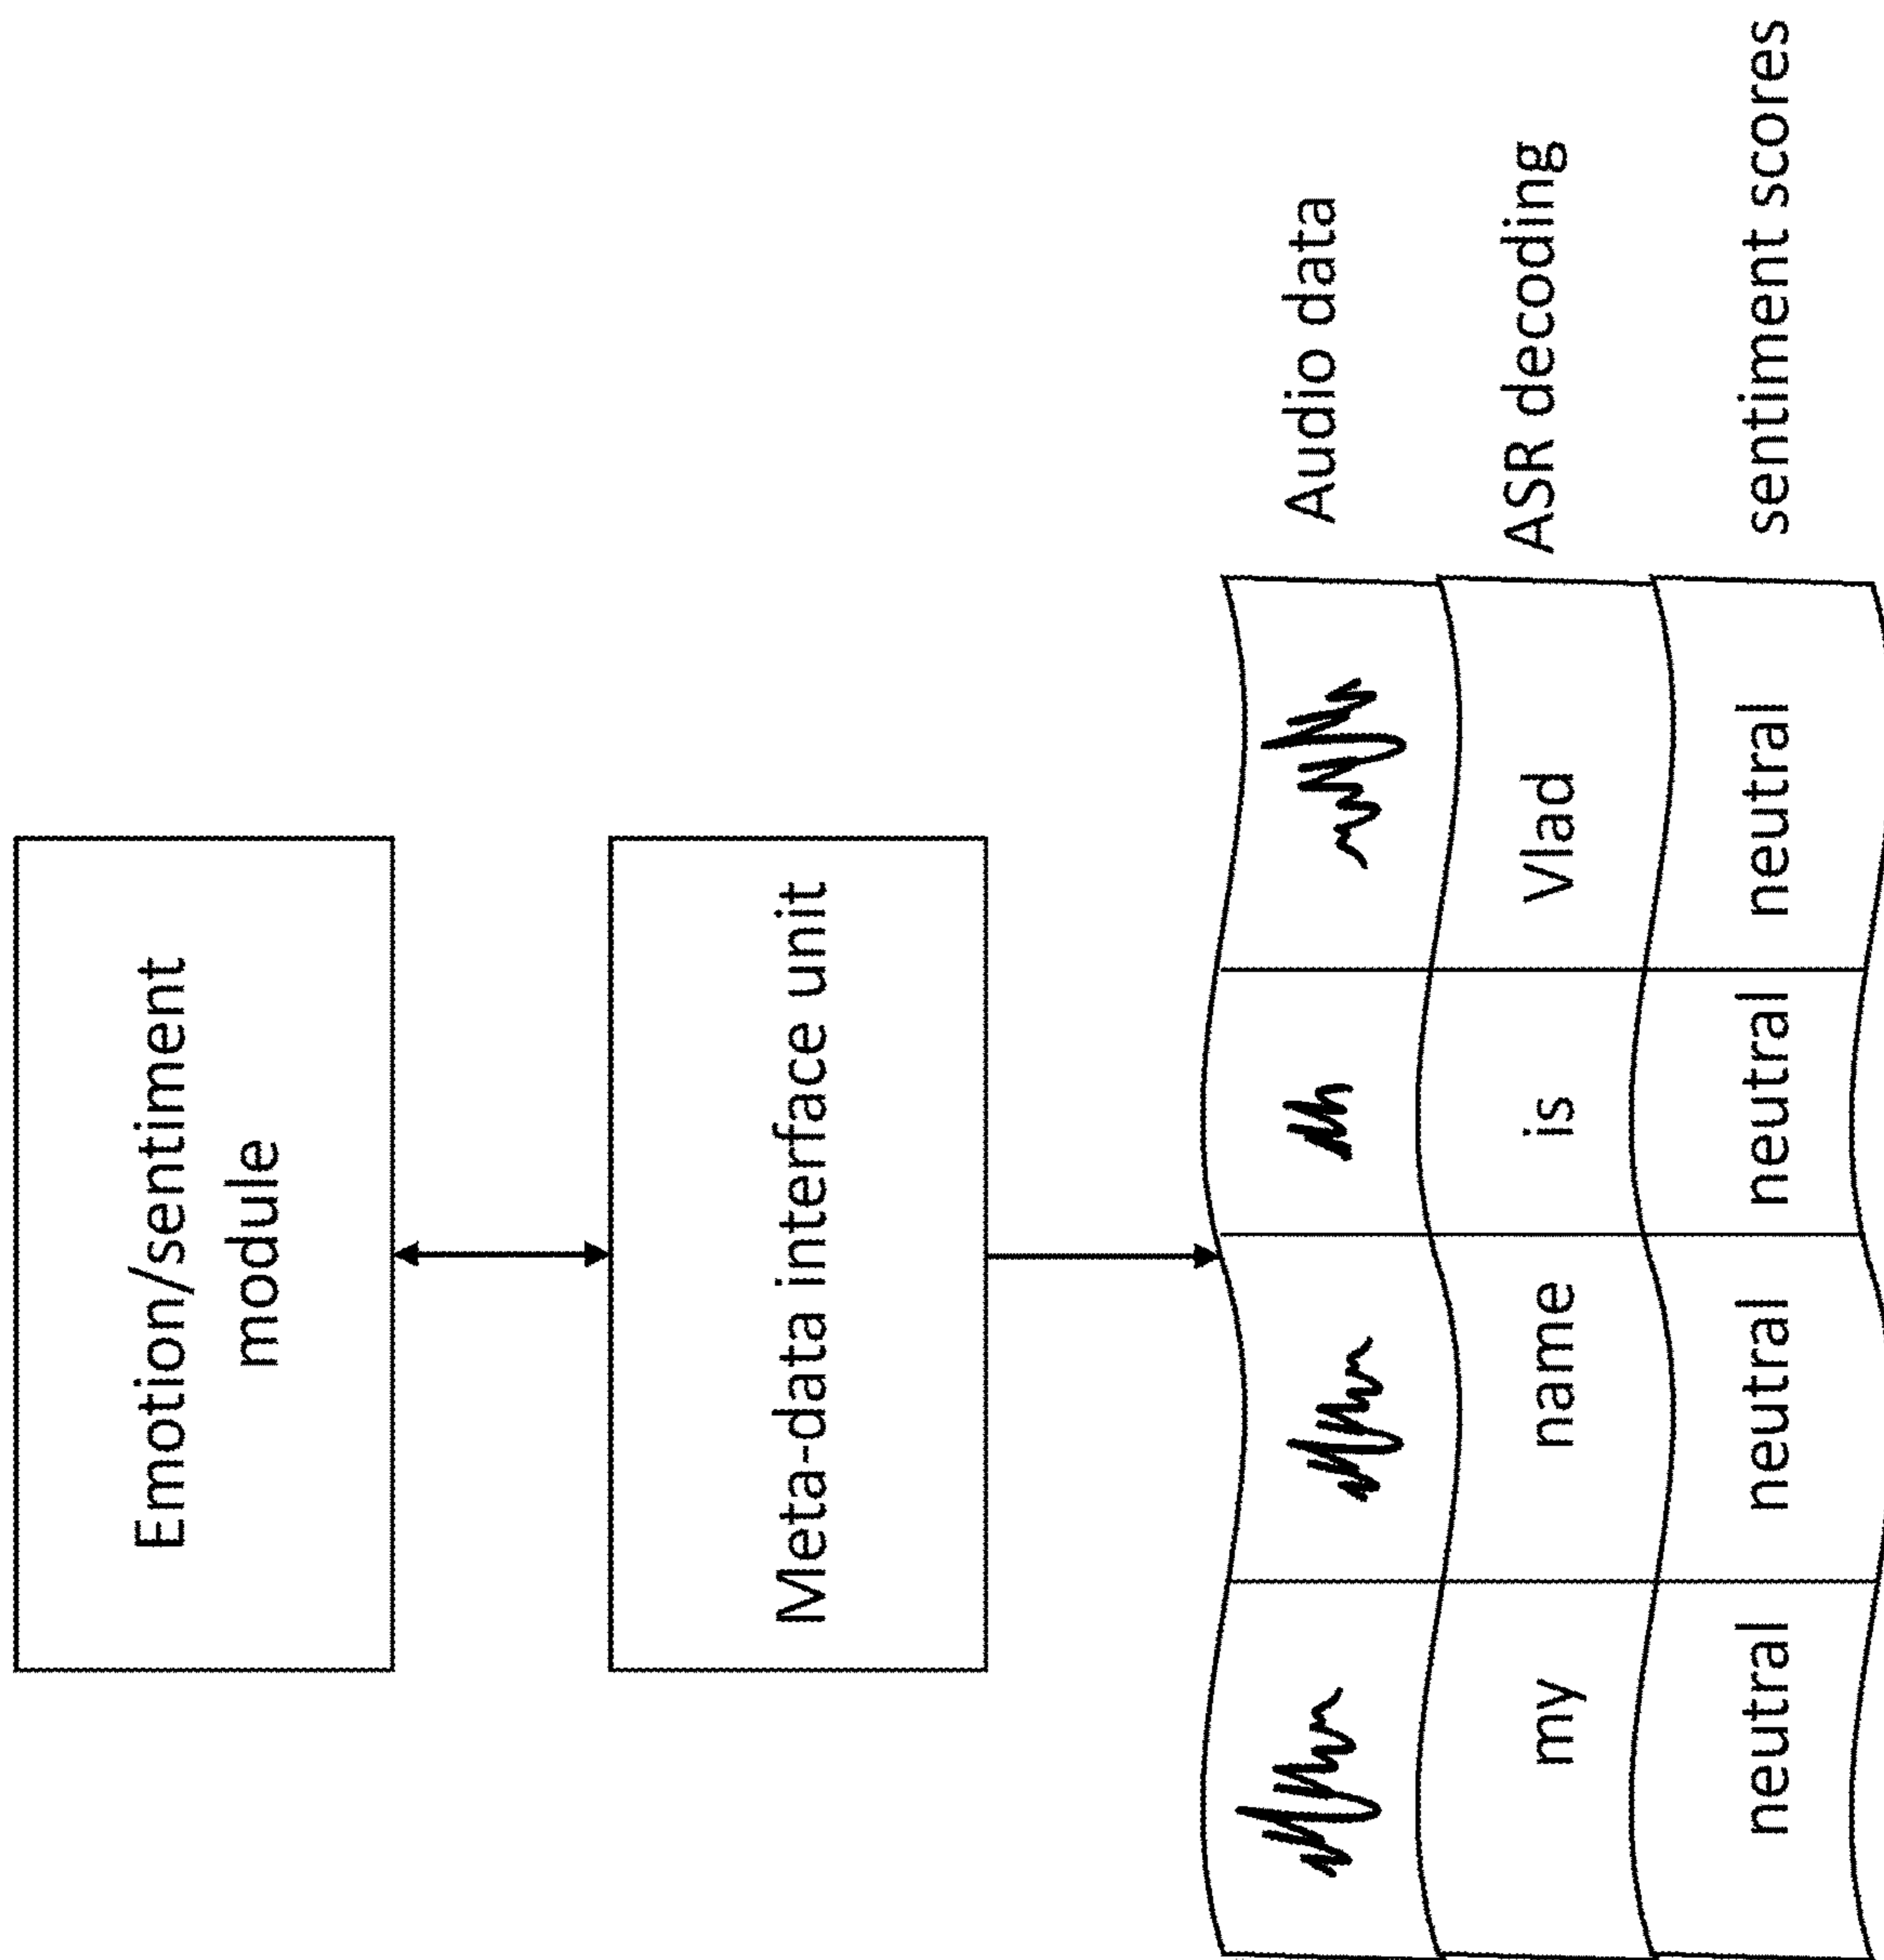 Emotion/sentiment
module
Meta-data interface unit
Audio data
my name is Vlad ASR decoding
neutral neutral neutral neutral sentiment scores